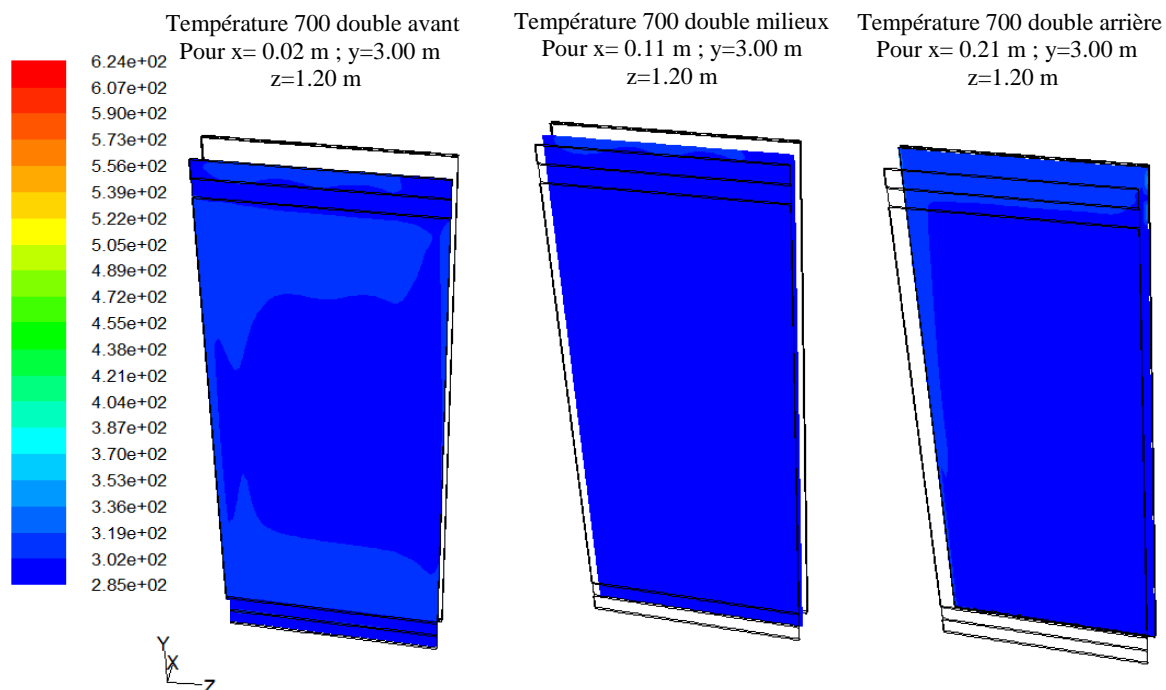 Température 700 double avant
Pour x= 0.02 m ; y=3.00 m
z=1.20 m
Température 700 double milieux
Pour x= 0.11 m ; y=3.00 m
z=1.20 m
Température 700 double arrière
Pour x= 0.21 m ; y=3.00 m
z=1.20 m
6.24e+02
6.07e+02
5.90e+02
5.73e+02
5.56e+02
5.39e+02
5.22e+02
5.05e+02
4.89e+02
4.72e+02
4.55e+02
4.38e+02
4.21e+02
4.04e+02
3.87e+02
3.70e+02
3.53e+02
3.36e+02
3.19e+02
3.02e+02
2.85e+02
Y
X
Z